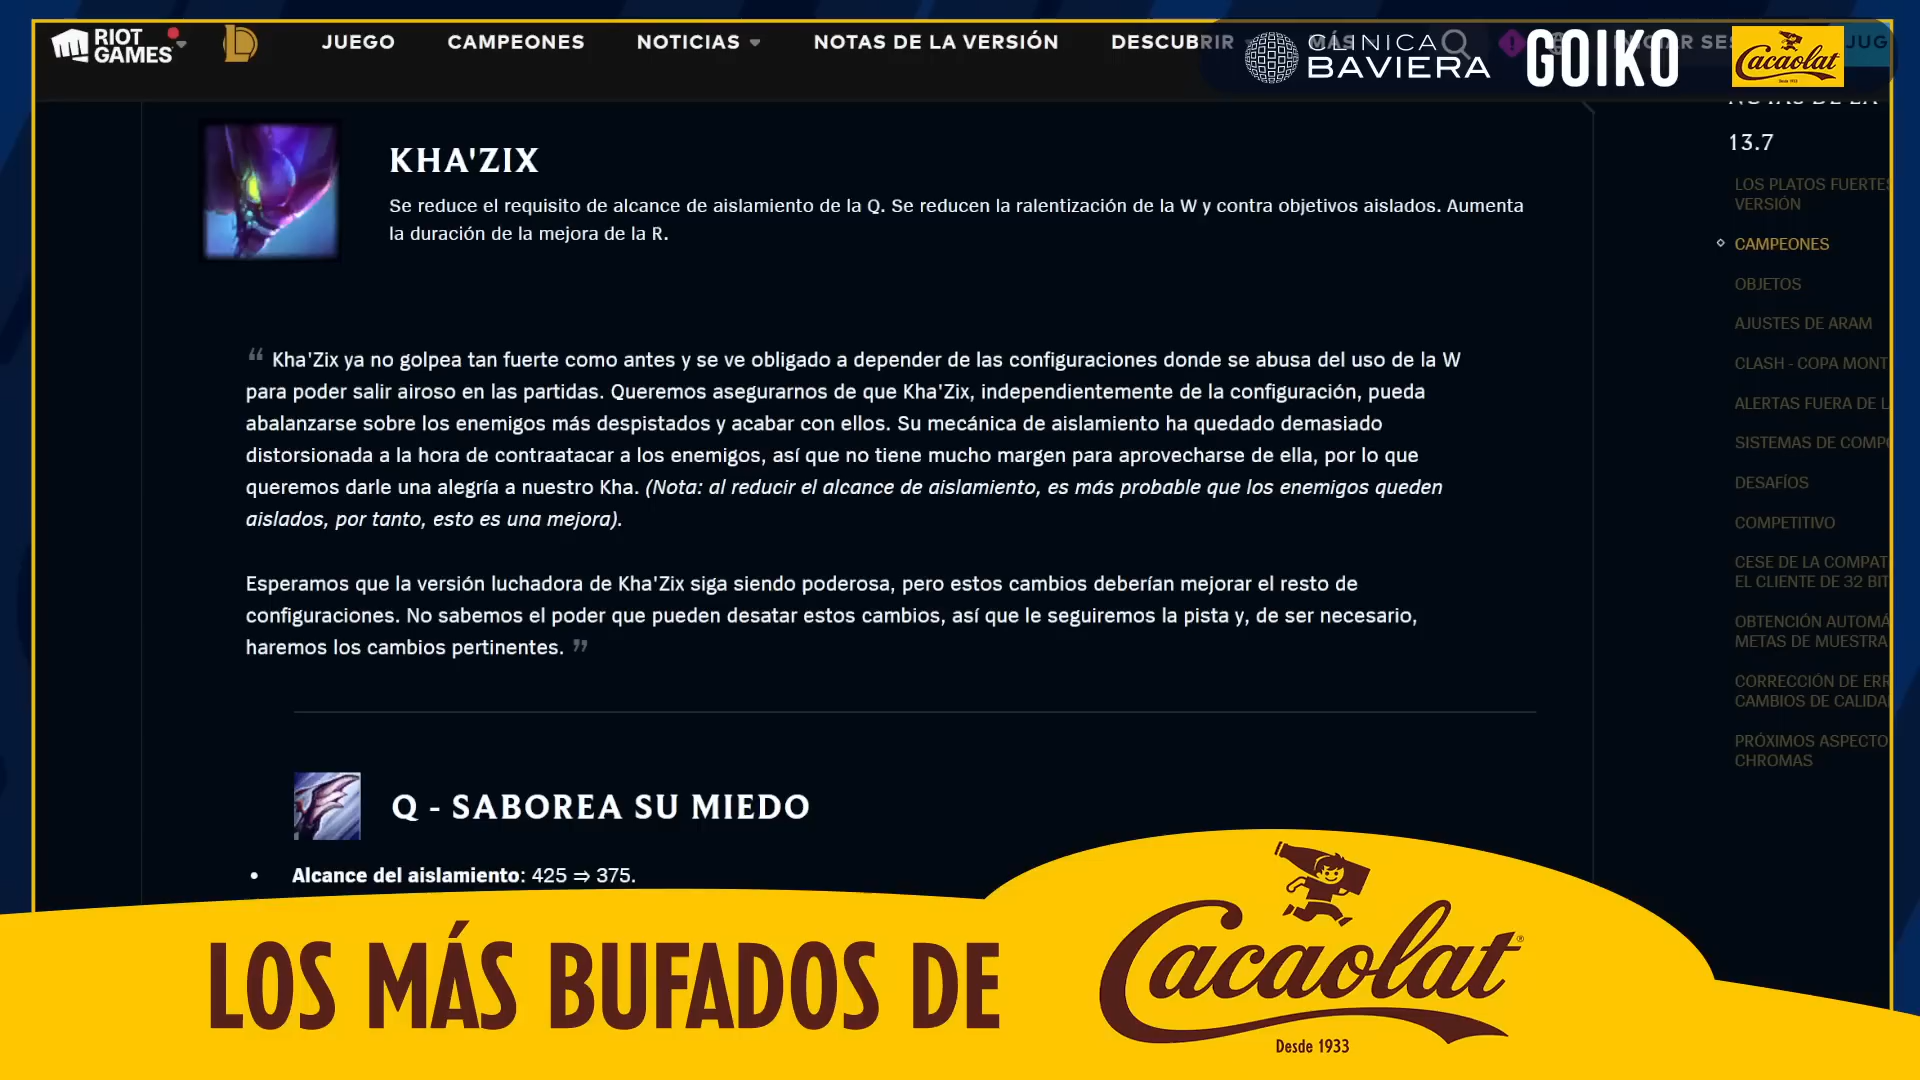 RIOT GAMES
JUEGO
CAMPEONES
NOTICIAS
NOTAS DE LA VERSIÓN
DESCUBRIR
MÁS
CLINICA
BAVIERA
GOIKO
Cacaolat
Desde 1933
JUG
KHA'ZIX
Se reduce el requisito de alcance de aislamiento de la Q. Se reducen la ralentización de la W y contra objetivos aislados. Aumenta
la duración de la mejora de la R.
“ Kha'Zix ya no golpea tan fuerte como antes y se ve obligado a depender de las configuraciones donde se abusa del uso de la W
para poder salir airoso en las partidas. Queremos asegurarnos de que Kha'Zix, independientemente de la configuración, pueda
abalanzarse sobre los enemigos más despistados y acabar con ellos. Su mecánica de aislamiento ha quedado demasiado
distorsionada a la hora de contraatacar a los enemigos, así que no tiene mucho margen para aprovecharse de ella, por lo que
queremos darle una alegría a nuestro Kha. (Nota: al reducir el alcance de aislamiento, es más probable que los enemigos queden
aislados, por tanto, esto es una mejora).
Esperamos que la versión luchadora de Kha'Zix siga siendo poderosa, pero estos cambios deberían mejorar el resto de
configuraciones. No sabemos el poder que pueden desatar estos cambios, así que le seguiremos la pista y, de ser necesario,
haremos los cambios pertinentes. ”
Q - SABOREA SU MIEDO
• Alcance del aislamiento: 425 ⇒ 375.
NOTAS DE LA
13.7
LOS PLATOS FUERTES
VERSIÓN
CAMPEONES
OBJETOS
AJUSTES DE ARAM
CLASH - COPA MONT
ALERTAS FUERA DE L
SISTEMAS DE COMPO
DESAFÍOS
COMPETITIVO
CESE DE LA COMPAT
EL CLIENTE DE 32 BIT
OBTENCIÓN AUTOMÁ
METAS DE MUESTRA
CORRECCIÓN DE ERR
CAMBIOS DE CALIDA
PRÓXIMOS ASPECTO
CHROMAS
LOS MÁS BUFADOS DE
Cacaolat®
Desde 1933